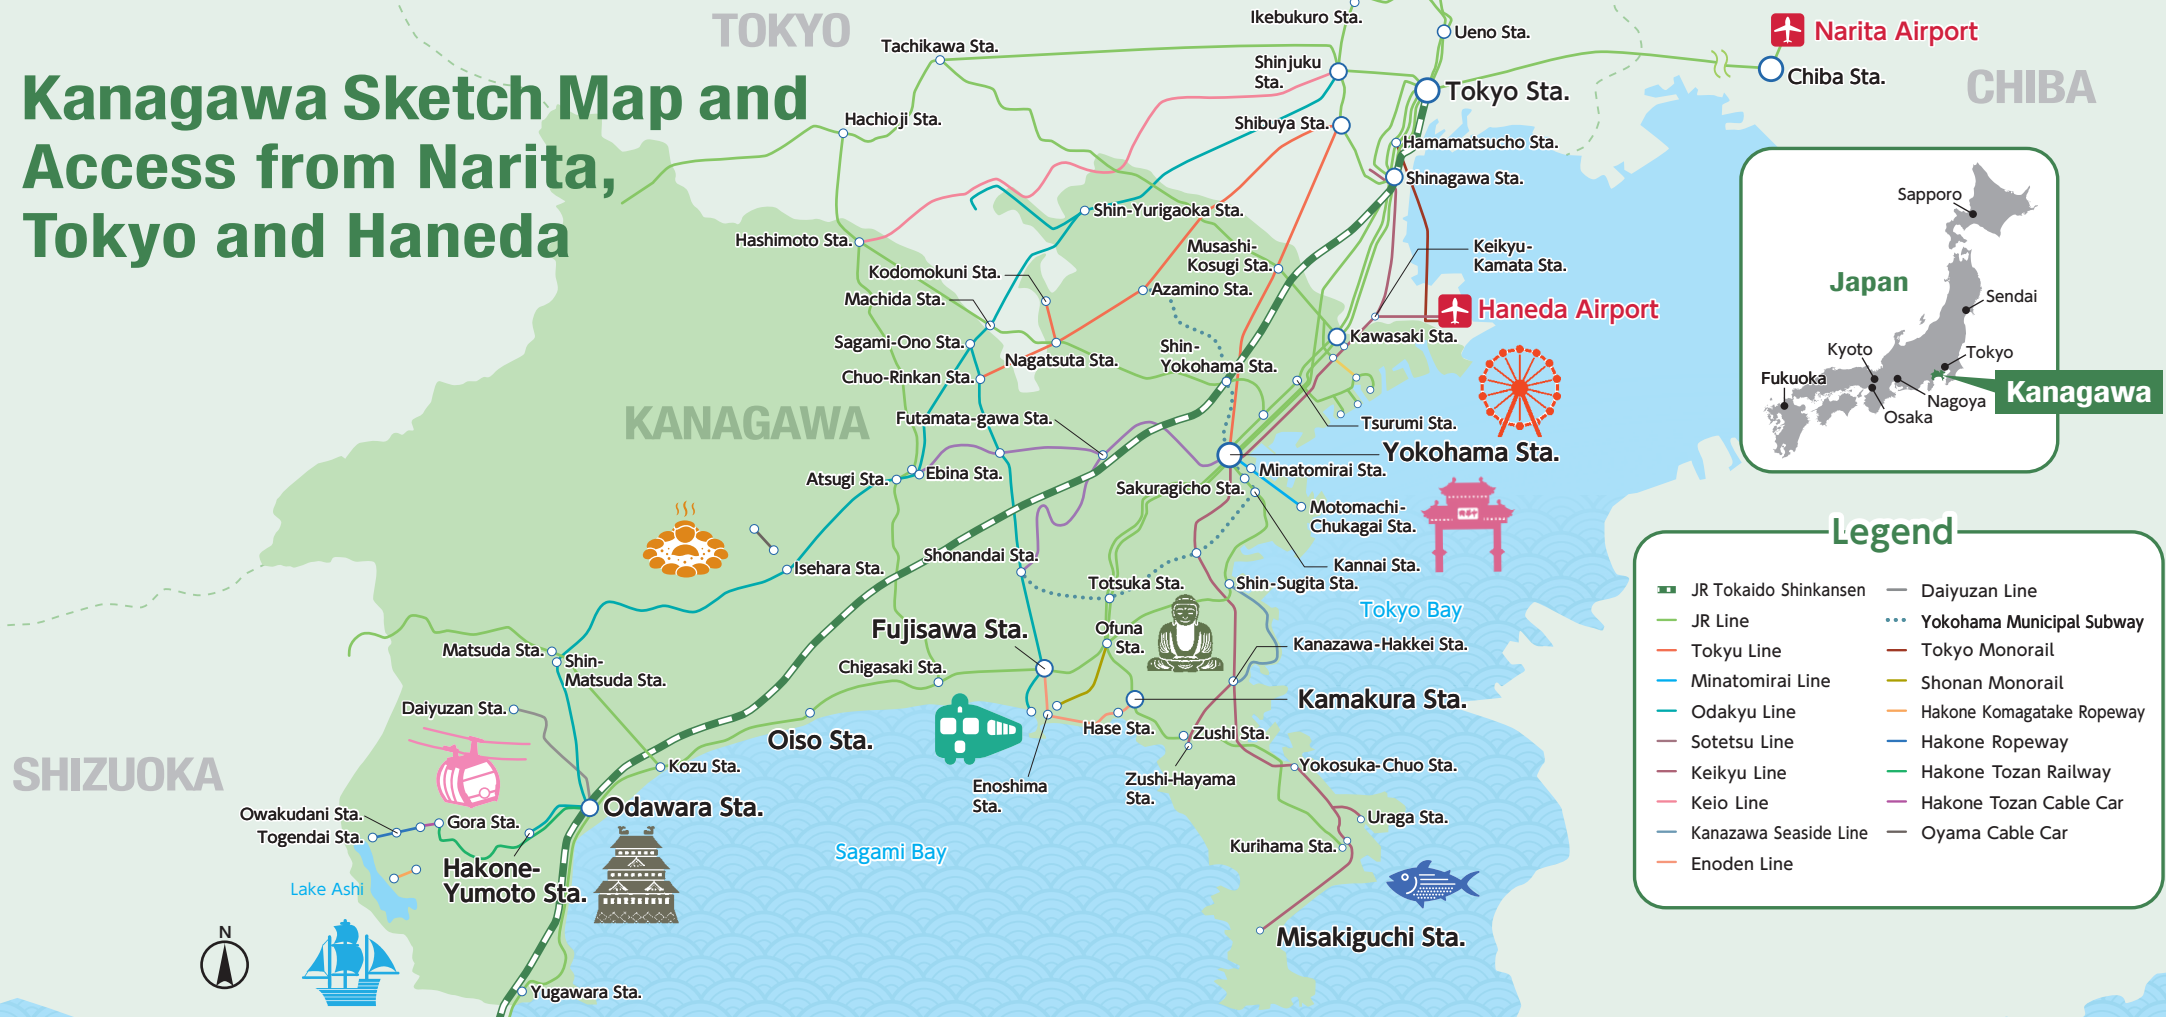 Kanagawa Sketch Map and
Access from Narita,
Tokyo and Haneda
TOKYO
CHIBA
KANAGAWA
SHIZUOKA
Ikebukuro Sta.
Ueno Sta.
Narita Airport
Chiba Sta.
Tachikawa Sta.
Shinjuku
Sta.
Tokyo Sta.
Hachioji Sta.
Shibuya Sta.
Hamamatsucho Sta.
Shinagawa Sta.
Shin-Yurigaoka Sta.
Hashimoto Sta.
Musashi-
Kosugi Sta.
Keikyu-
Kamata Sta.
Kodomokuni Sta.
Azamino Sta.
Machida Sta.
Haneda Airport
Sagami-Ono Sta.
Nagatsuta Sta.
Shin-
Yokohama Sta.
Kawasaki Sta.
Chuo-Rinkan Sta.
Futamata-gawa Sta.
Tsurumi Sta.
Yokohama Sta.
Atsugi Sta.
Ebina Sta.
Minatomirai Sta.
Sakuragicho Sta.
Motomachi-
Chukagai Sta.
Isehara Sta.
Shonandai Sta.
Kannai Sta.
Totsuka Sta.
Shin-Sugita Sta.
Tokyo Bay
Fujisawa Sta.
Ofuna
Sta.
Kanazawa-Hakkei Sta.
Matsuda Sta.
Shin-
Matsuda Sta.
Chigasaki Sta.
Kamakura Sta.
Daiyuzan Sta.
Hase Sta.
Zushi Sta.
Oiso Sta.
Kozu Sta.
Enoshima
Sta.
Zushi-Hayama
Sta.
Yokosuka-Chuo Sta.
Owakudani Sta.
Togendai Sta.
Gora Sta.
Odawara Sta.
Uraga Sta.
Kurihama Sta.
Sagami Bay
Hakone-
Yumoto Sta.
Lake Ashi
N
Misakiguchi Sta.
Yugawara Sta.
Sapporo
Japan
Sendai
Kyoto
Tokyo
Fukuoka
Kanagawa
Nagoya
Osaka
Legend
JR Tokaido Shinkansen
JR Line
Tokyu Line
Minatomirai Line
Odakyu Line
Sotetsu Line
Keikyu Line
Keio Line
Kanazawa Seaside Line
Enoden Line
Daiyuzan Line
Yokohama Municipal Subway
Tokyo Monorail
Shonan Monorail
Hakone Komagatake Ropeway
Hakone Ropeway
Hakone Tozan Railway
Hakone Tozan Cable Car
Oyama Cable Car